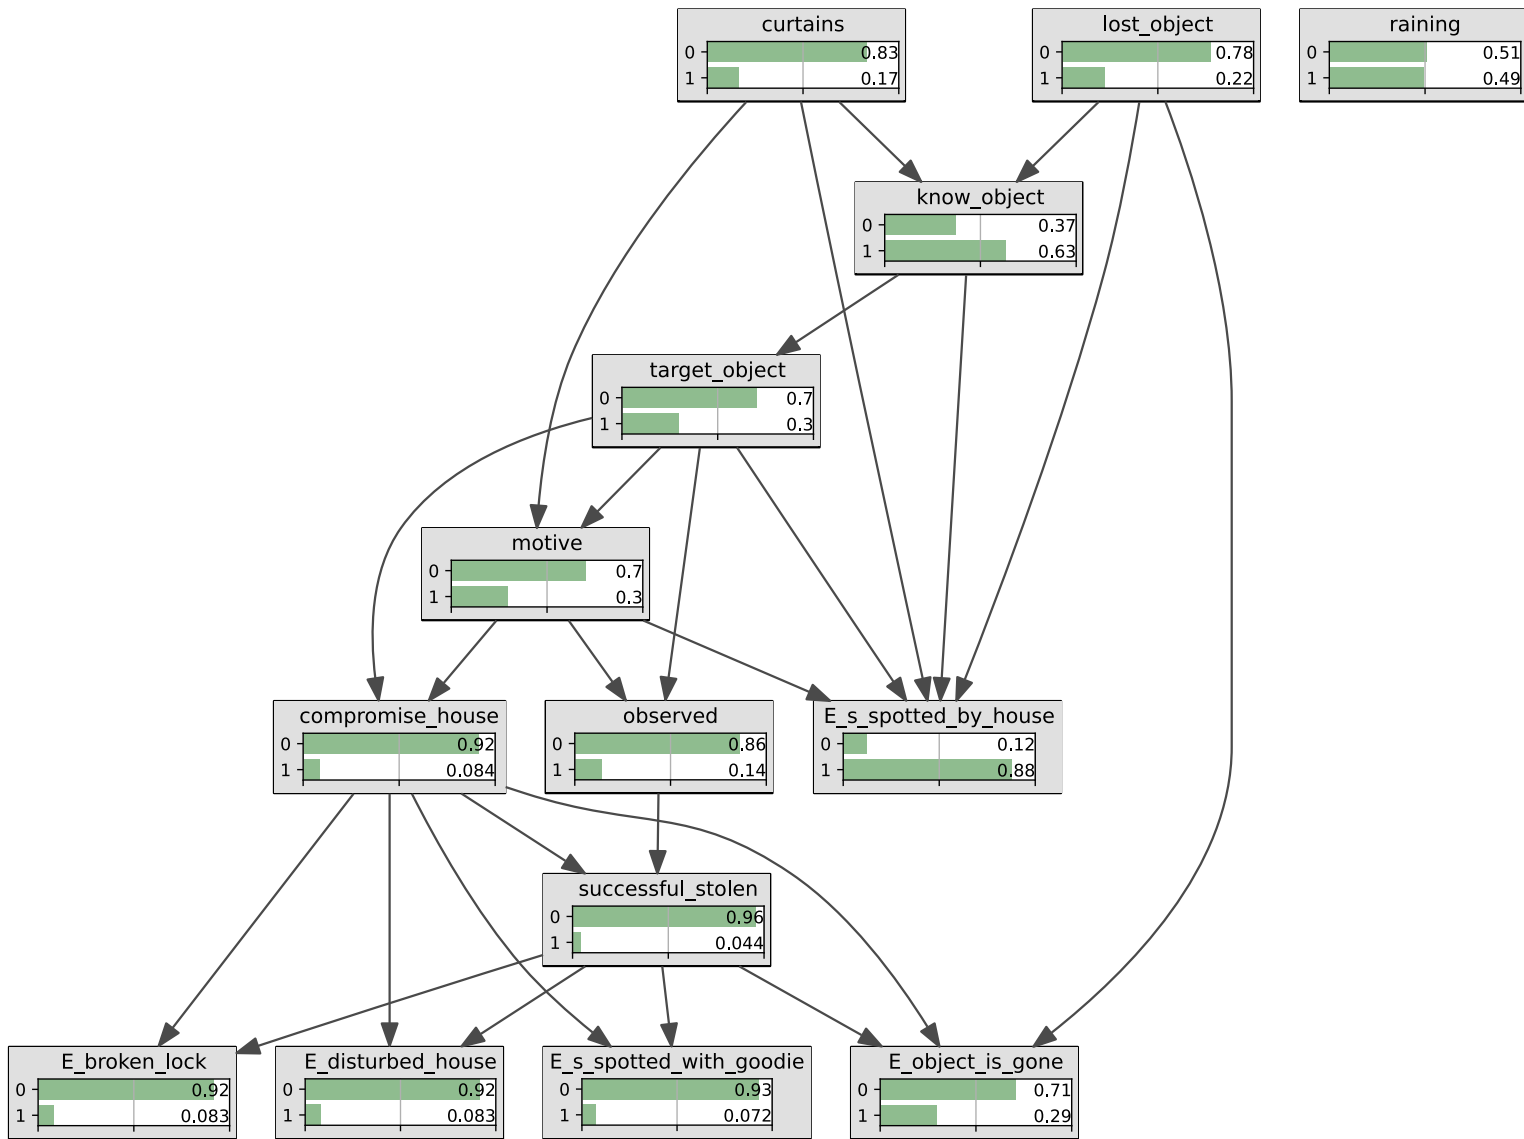 curtains
0 0.83
1 0.17
lost_object
0 0.78
1 0.22
raining
0 0.51
1 0.49
know_object
0 0.37
1 0.63
target_object
0 0.7
1 0.3
motive
0 0.7
1 0.3
compromise_house
0 0.92
1 0.084
observed
0 0.86
1 0.14
E_s_spotted_by_house
0 0.12
1 0.88
successful_stolen
0 0.96
1 0.044
E_broken_lock
0 0.92
1 0.083
E_disturbed_house
0 0.92
1 0.083
E_s_spotted_with_goodie
0 0.93
1 0.072
E_object_is_gone
0 0.71
1 0.29